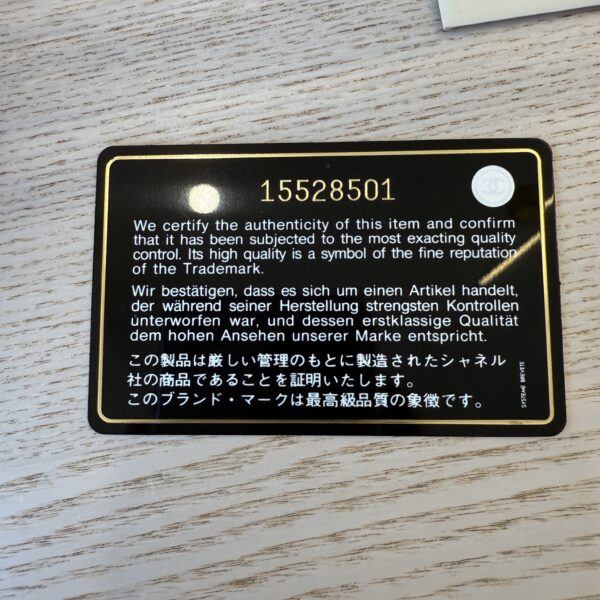 15528501
We certify the authenticity of this item and confirm
that it has been subjected to the most exacting quality
control. Its high quality is a symbol of the fine reputation
of the Trademark.
Wir bestätigen, dass es sich um einen Artikel handelt,
der während seiner Herstellung strengsten Kontrollen
unterworfen war, und dessen erstklassige Qualität
dem hohen Ansehen unserer Marke entspricht.
この製品は厳しい管理のもとに製造されたシャネル
社の商品であることを証明いたします。
このブランド・マークは最高級品質の象徴です。
SYSTEME BREVETE